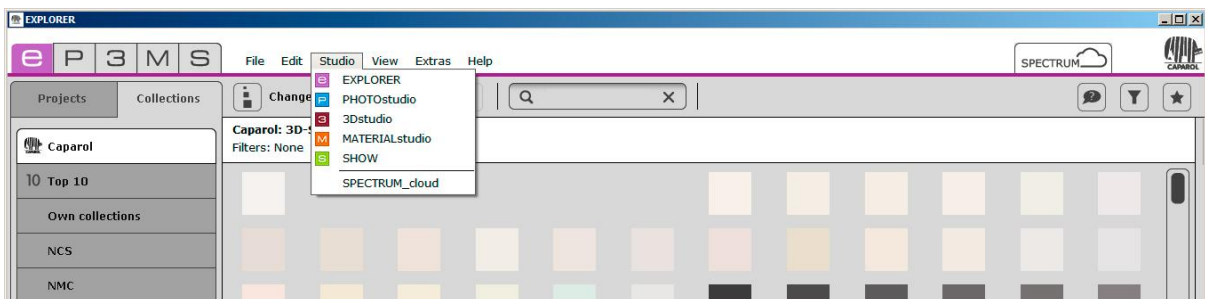 EXPLORER
e P 3 M S
File Edit Studio View Extras Help
SPECTRUM
CAPAROL
Projects Collections
Change
EXPLORER
PHOTOstudio
3Dstudio
MATERIALstudio
SHOW
SPECTRUM_cloud
Caparol: 3D-
Filters: None
Caparol
10 Top 10
Own collections
NCS
NMC